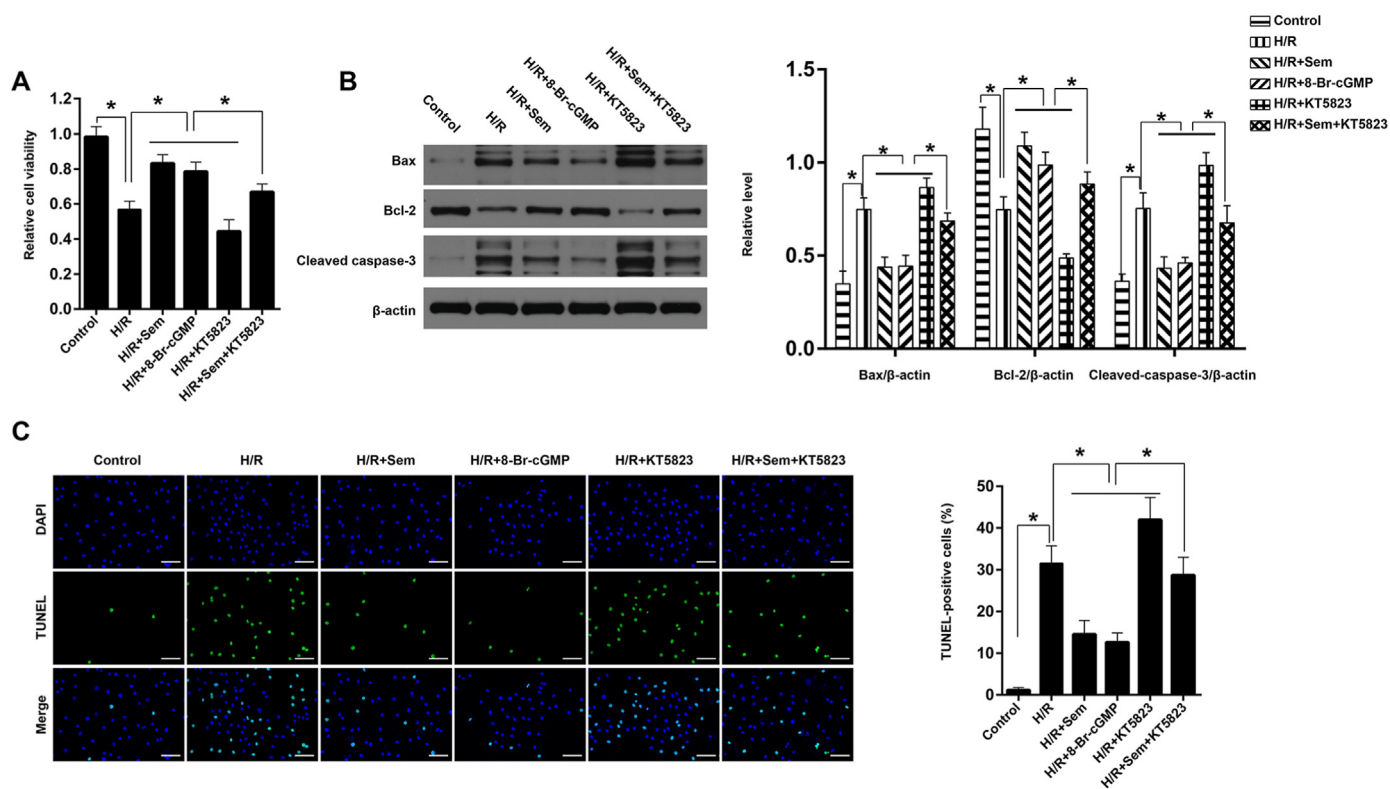 A
Relative cell viability
1.2
1.0
0.8
0.6
0.4
0.2
0.0
*
*
*
Control
H/R
H/R+Sem
H/R+8-Br-cGMP
H/R+KT5823
H/R+Sem+KT5823
B
Control
H/R
H/R+Sem
H/R+8-Br-cGMP
H/R+KT5823
H/R+Sem+KT5823
Bax
Bcl-2
Cleaved caspase-3
β-actin
Relative level
1.5
1.0
0.5
0.0
*
*
*
*
*
*
*
*
*
Bax/β-actin
Bcl-2/β-actin
Cleaved-caspase-3/β-actin
Control
H/R
H/R+Sem
H/R+8-Br-cGMP
H/R+KT5823
H/R+Sem+KT5823
C
Control
H/R
H/R+Sem
H/R+8-Br-cGMP
H/R+KT5823
H/R+Sem+KT5823
DAPI
TUNEL
Merge
TUNEL-positive cells (%)
50
40
30
20
10
0
*
*
*
Control
H/R
H/R+Sem
H/R+8-Br-cGMP
H/R+KT5823
H/R+Sem+KT5823